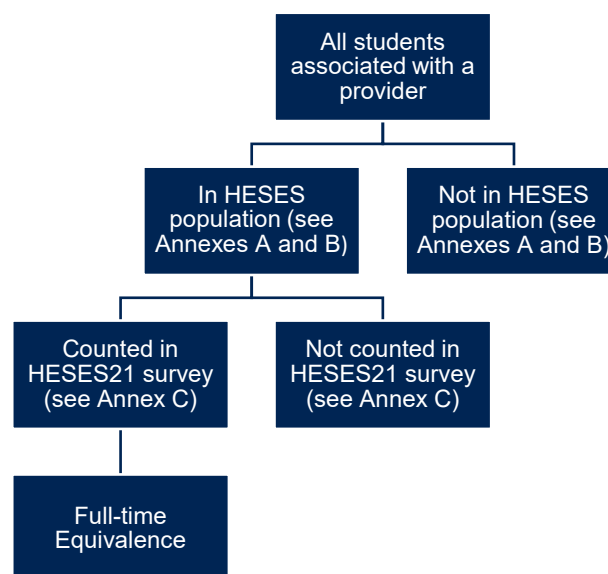 All students
associated with a
provider
In HESES
population (see
Annexes A and B)
Not in HESES
population (see
Annexes A and B)
Counted in
HESES21 survey
(see Annex C)
Not counted in
HESES21 survey
(see Annex C)
Full-time
Equivalence